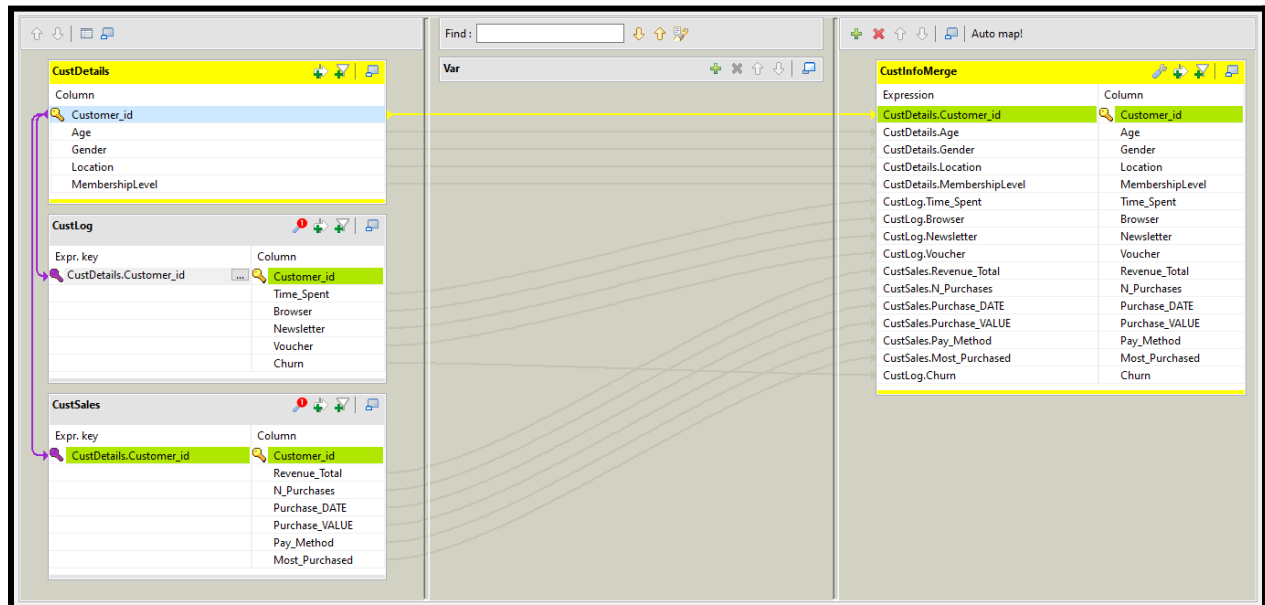 Find :
Auto map!
CustDetails
Column
Customer_id
Age
Gender
Location
MembershipLevel
CustLog
Expr. key Column
CustDetails.Customer_id ... Customer_id
Time_Spent
Browser
Newsletter
Voucher
Churn
CustSales
Expr. key Column
CustDetails.Customer_id Customer_id
Revenue_Total
N_Purchases
Purchase_DATE
Purchase_VALUE
Pay_Method
Most_Purchased
Var
CustInfoMerge
Expression Column
CustDetails.Customer_id Customer_id
CustDetails.Age Age
CustDetails.Gender Gender
CustDetails.Location Location
CustDetails.MembershipLevel MembershipLevel
CustLog.Time_Spent Time_Spent
CustLog.Browser Browser
CustLog.Newsletter Newsletter
CustLog.Voucher Voucher
CustSales.Revenue_Total Revenue_Total
CustSales.N_Purchases N_Purchases
CustSales.Purchase_DATE Purchase_DATE
CustSales.Purchase_VALUE Purchase_VALUE
CustSales.Pay_Method Pay_Method
CustSales.Most_Purchased Most_Purchased
CustLog.Churn Churn